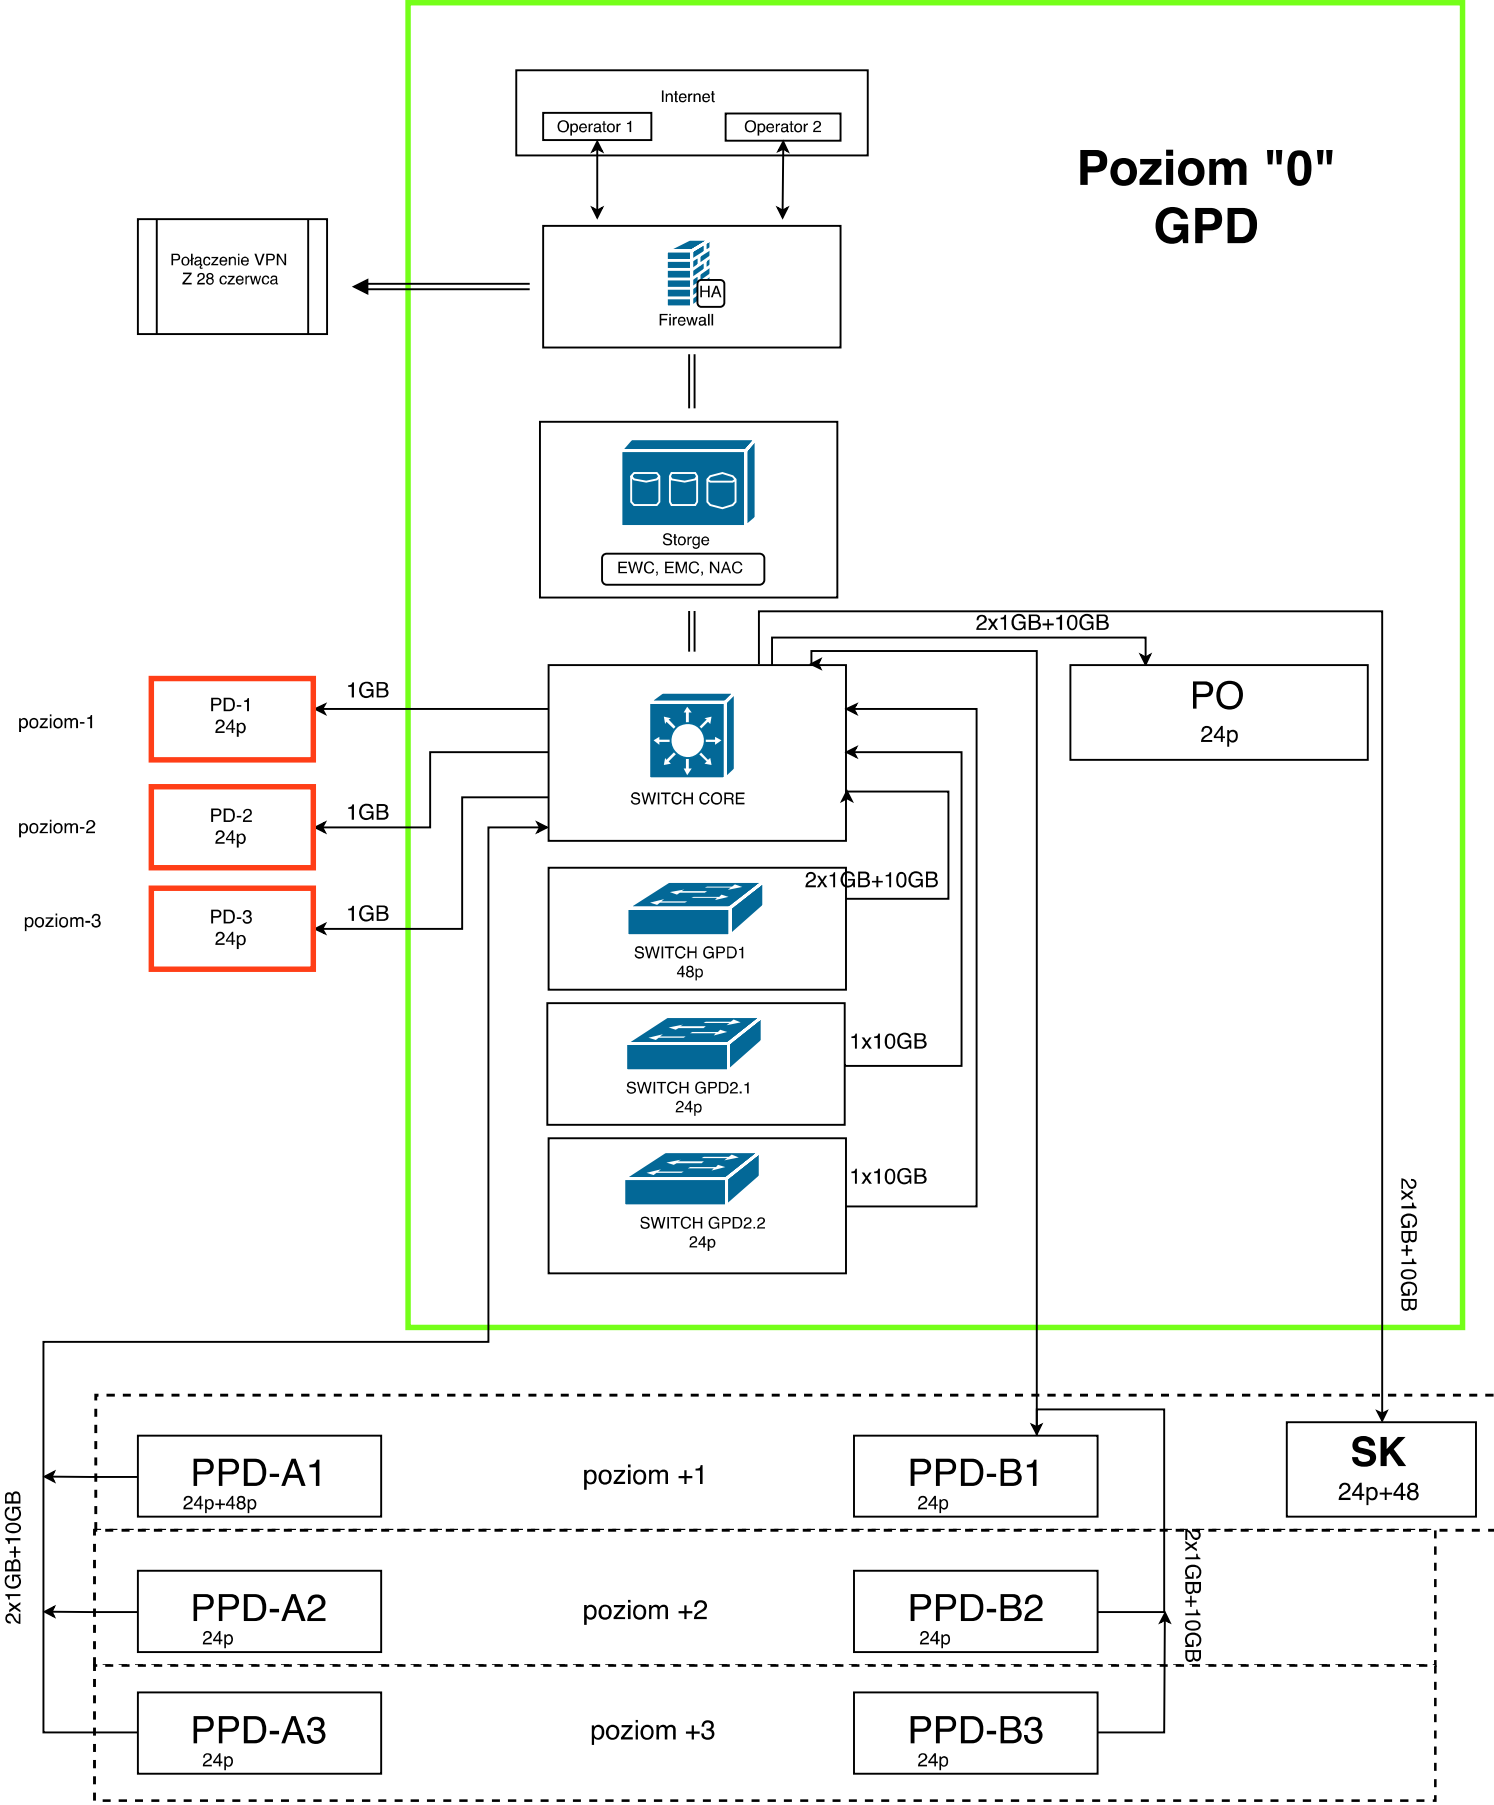 Internet
Operator 1
Operator 2
Poziom "0"
GPD
Połączenie VPN
Z 28 czerwca
HA
Firewall
Storge
EWC, EMC, NAC
2x1GB+10GB
PO
24p
poziom-1
PD-1
24p
1GB
SWITCH CORE
poziom-2
PD-2
24p
1GB
poziom-3
PD-3
24p
1GB
2x1GB+10GB
SWITCH GPD1
48p
1x10GB
SWITCH GPD2.1
24p
1x10GB
SWITCH GPD2.2
24p
2x1GB+10GB
PPD-A1
24p+48p
poziom +1
PPD-B1
24p
SK
24p+48
2x1GB+10GB
PPD-A2
24p
poziom +2
PPD-B2
24p
2x1GB+10GB
PPD-A3
24p
poziom +3
PPD-B3
24p